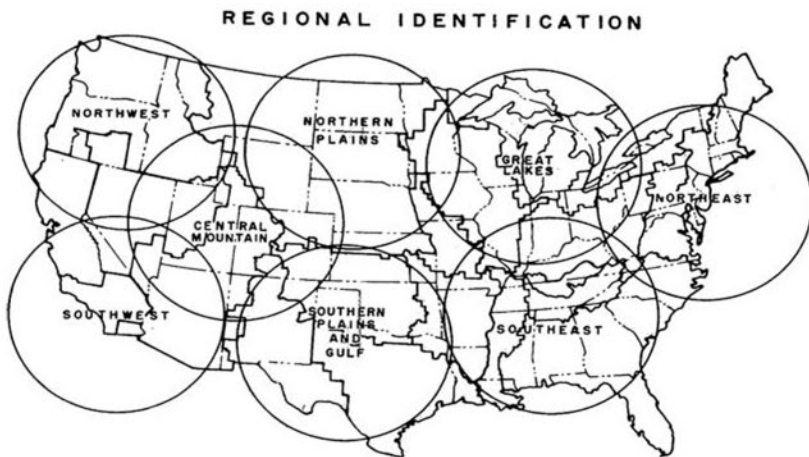 REGIONAL IDENTIFICATION
NORTHWEST
NORTHERN
PLAINS
GREAT
LAKES
NORTHEAST
CENTRAL
MOUNTAIN
SOUTHWEST
SOUTHERN
PLAINS
AND
GULF
SOUTHEAST